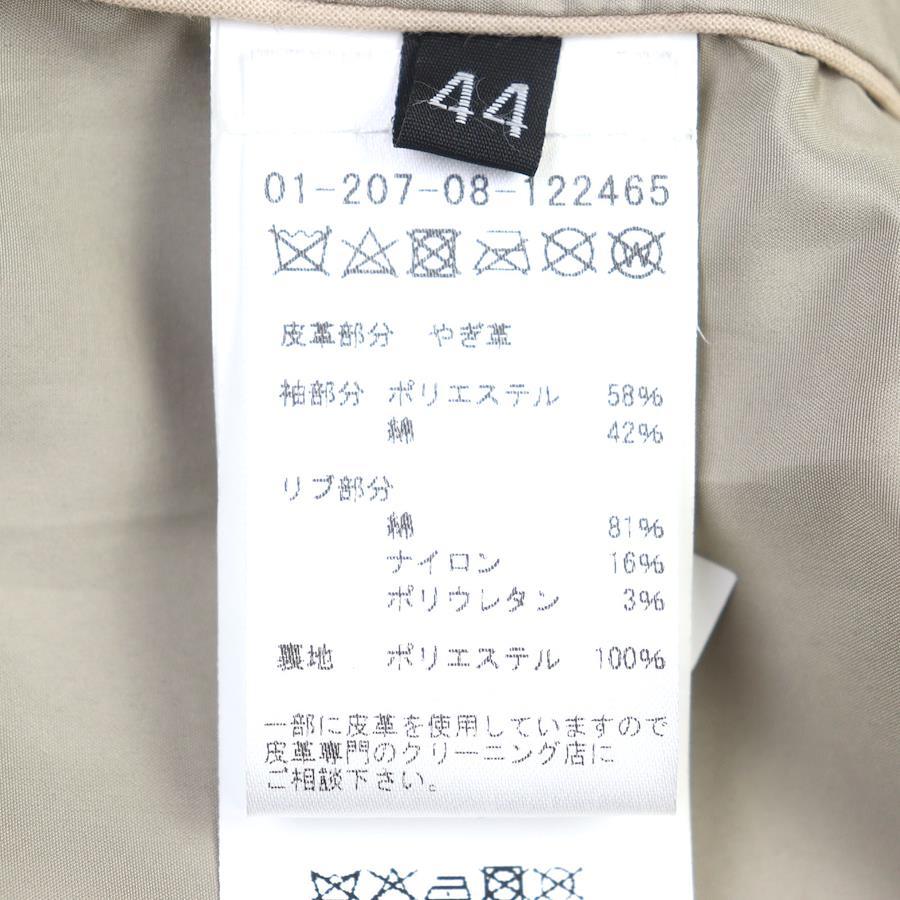 44
01-207-08-122465
W
皮革部分 やぎ革
袖部分 ポリエステル 58%
綿 42%
リブ部分
綿 81%
ナイロン 16%
ポリウレタン 3%
裏地 ポリエステル 100%
一部に皮革を使用していますので
皮革専門のクリーニング店に
ご相談下さい。